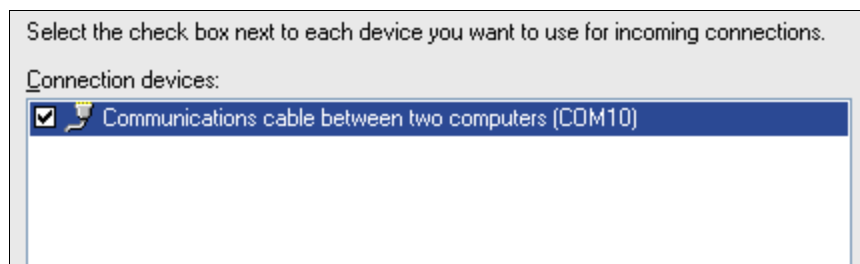 Select the check box next to each device you want to use for incoming connections.
Connection devices:
Communications cable between two computers (COM10)